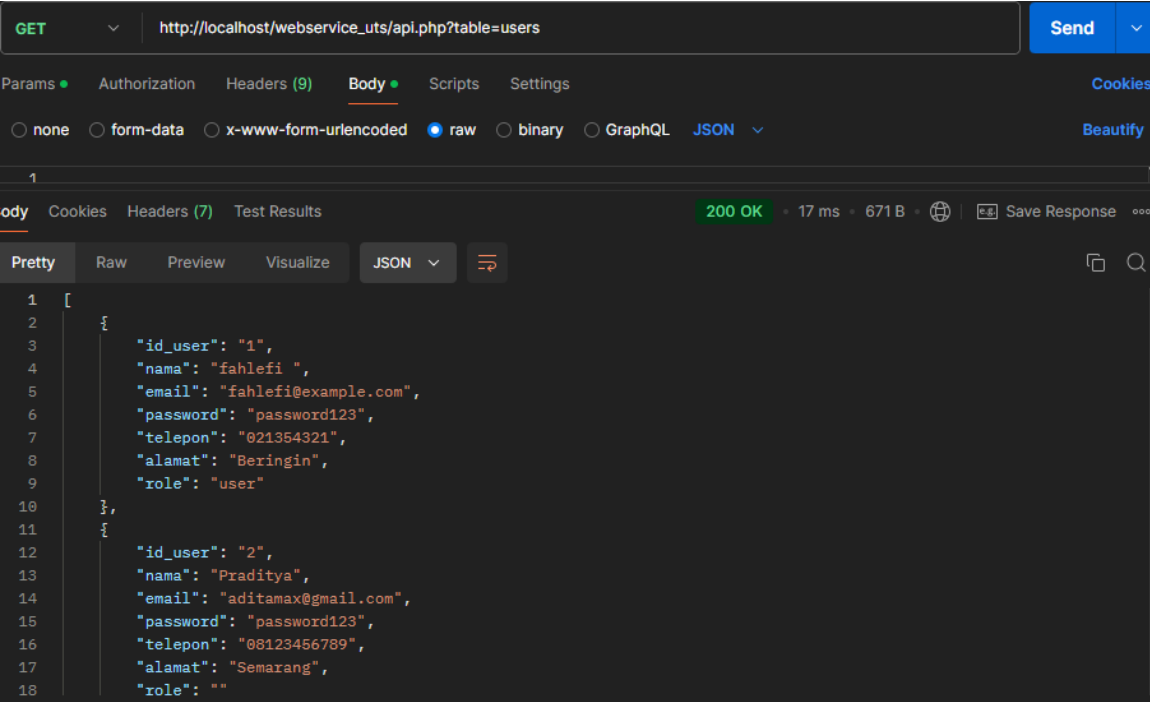 GET http://localhost/webservice_uts/api.php?table=users Send
Params Authorization Headers (9) Body Scripts Settings Cookies
none form-data x-www-form-urlencoded raw binary GraphQL JSON Beautify
1
ody Cookies Headers (7) Test Results 200 OK 17 ms 671 B e.g. Save Response
Pretty Raw Preview Visualize JSON
1 [
2 {
3 "id_user": "1",
4 "nama": "fahlefi ",
5 "email": "fahlefi@example.com",
6 "password": "password123",
7 "telepon": "021354321",
8 "alamat": "Beringin",
9 "role": "user"
10 },
11 {
12 "id_user": "2",
13 "nama": "Praditya",
14 "email": "aditamax@gmail.com",
15 "password": "password123",
16 "telepon": "08123456789",
17 "alamat": "Semarang",
18 "role": ""